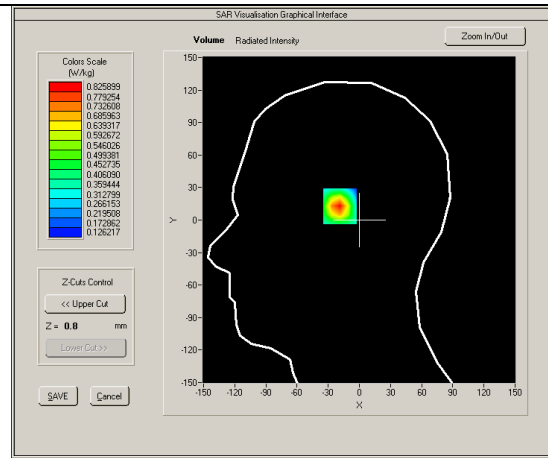 SAR Visualisation Graphical Interface
Volume Radiated Intensity
Zoom In/Out
Colors Scale
(W/kg)
0.825899
0.779254
0.732608
0.685963
0.639317
0.592672
0.546026
0.499381
0.452735
0.406090
0.359444
0.312799
0.266153
0.219508
0.172862
0.126217
Z-Cuts Control
<< Upper Cut
Z = 0.8 mm
Lower Cut >>
SAVE Cancel
150
120
90
60
30
0
-30
-60
-90
-120
-150
Y
-150 -120 -90 -60 -30 0 30 60 90 120 150
X